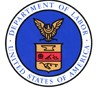 DEPARTMENT OF LABOR
UNITED STATES OF AMERICA